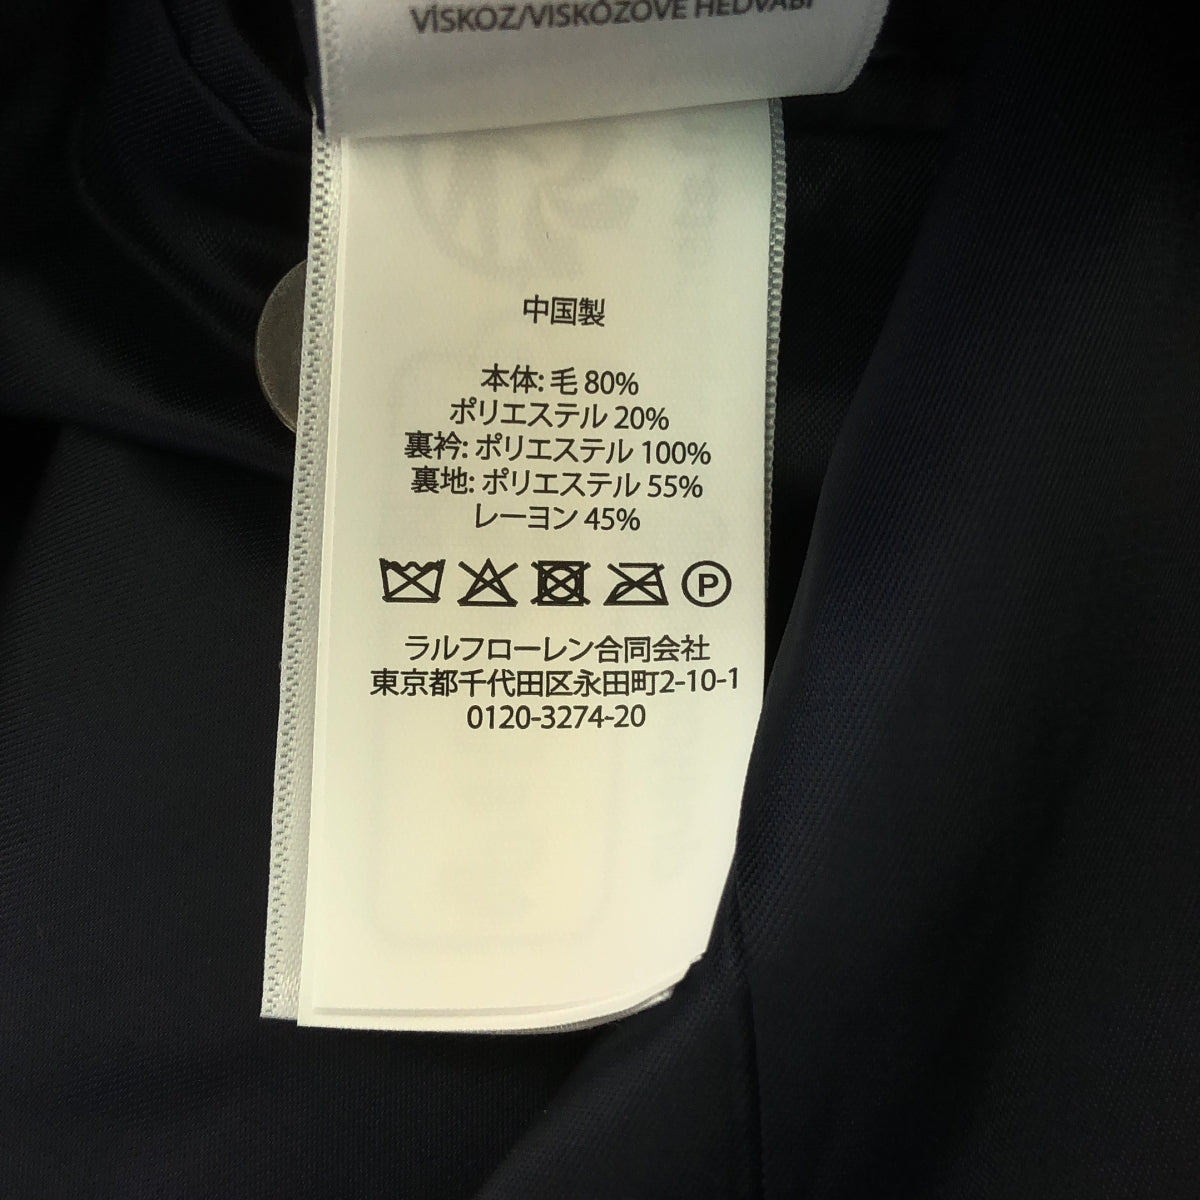 VİSKOZ/VISKÓZOVÉ HEDVÁBÍ
中国製
本体: 毛 80%
ポリエステル 20%
裏衿: ポリエステル 100%
裏地: ポリエステル 55%
レーヨン 45%
P
ラルフローレン合同会社
東京都千代田区永田町2-10-1
0120-3274-20